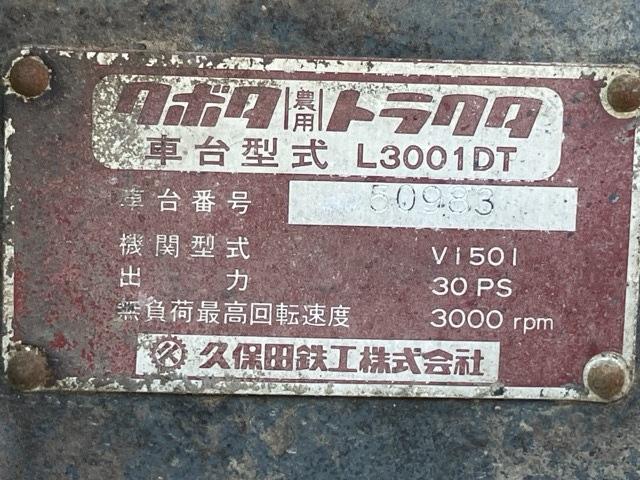 クボタ農用トラクタ
車台型式 L3001DT
車台番号 50983
機関型式 V1501
出力 30PS
無負荷最高回転速度 3000rpm
久保田鉄工株式会社